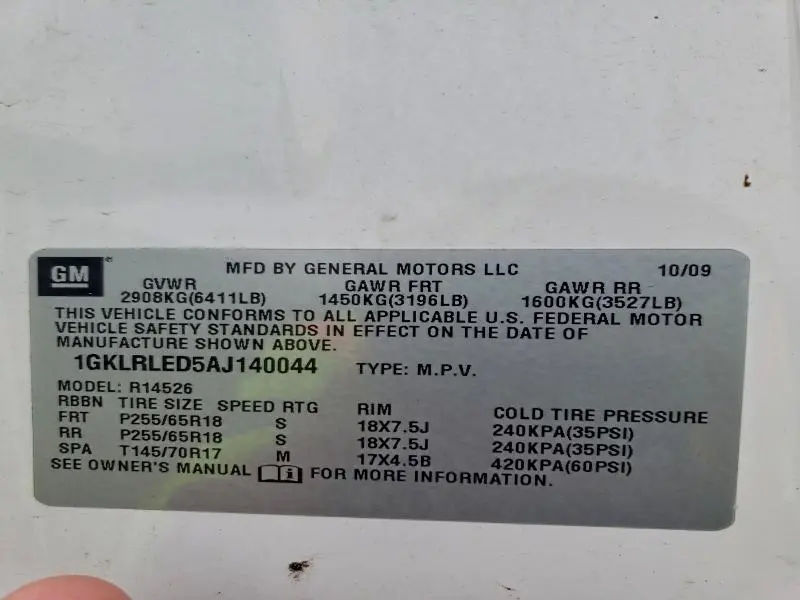 GM MFD BY GENERAL MOTORS LLC 10/09
GVWR GAWR FRT GAWR RR
2908KG(6411LB) 1450KG(3196LB) 1600KG(3527LB)
THIS VEHICLE CONFORMS TO ALL APPLICABLE U.S. FEDERAL MOTOR
VEHICLE SAFETY STANDARDS IN EFFECT ON THE DATE OF
MANUFACTURE SHOWN ABOVE.
1GKLRLED5AJ140044 TYPE: M.P.V.
MODEL: R14526
RBBN TIRE SIZE SPEED RTG RIM COLD TIRE PRESSURE
FRT P255/65R18 S 18X7.5J 240KPA(35PSI)
RR P255/65R18 S 18X7.5J 240KPA(35PSI)
SPA T145/70R17 M 17X4.5B 420KPA(60PSI)
SEE OWNER'S MANUAL FOR MORE INFORMATION.